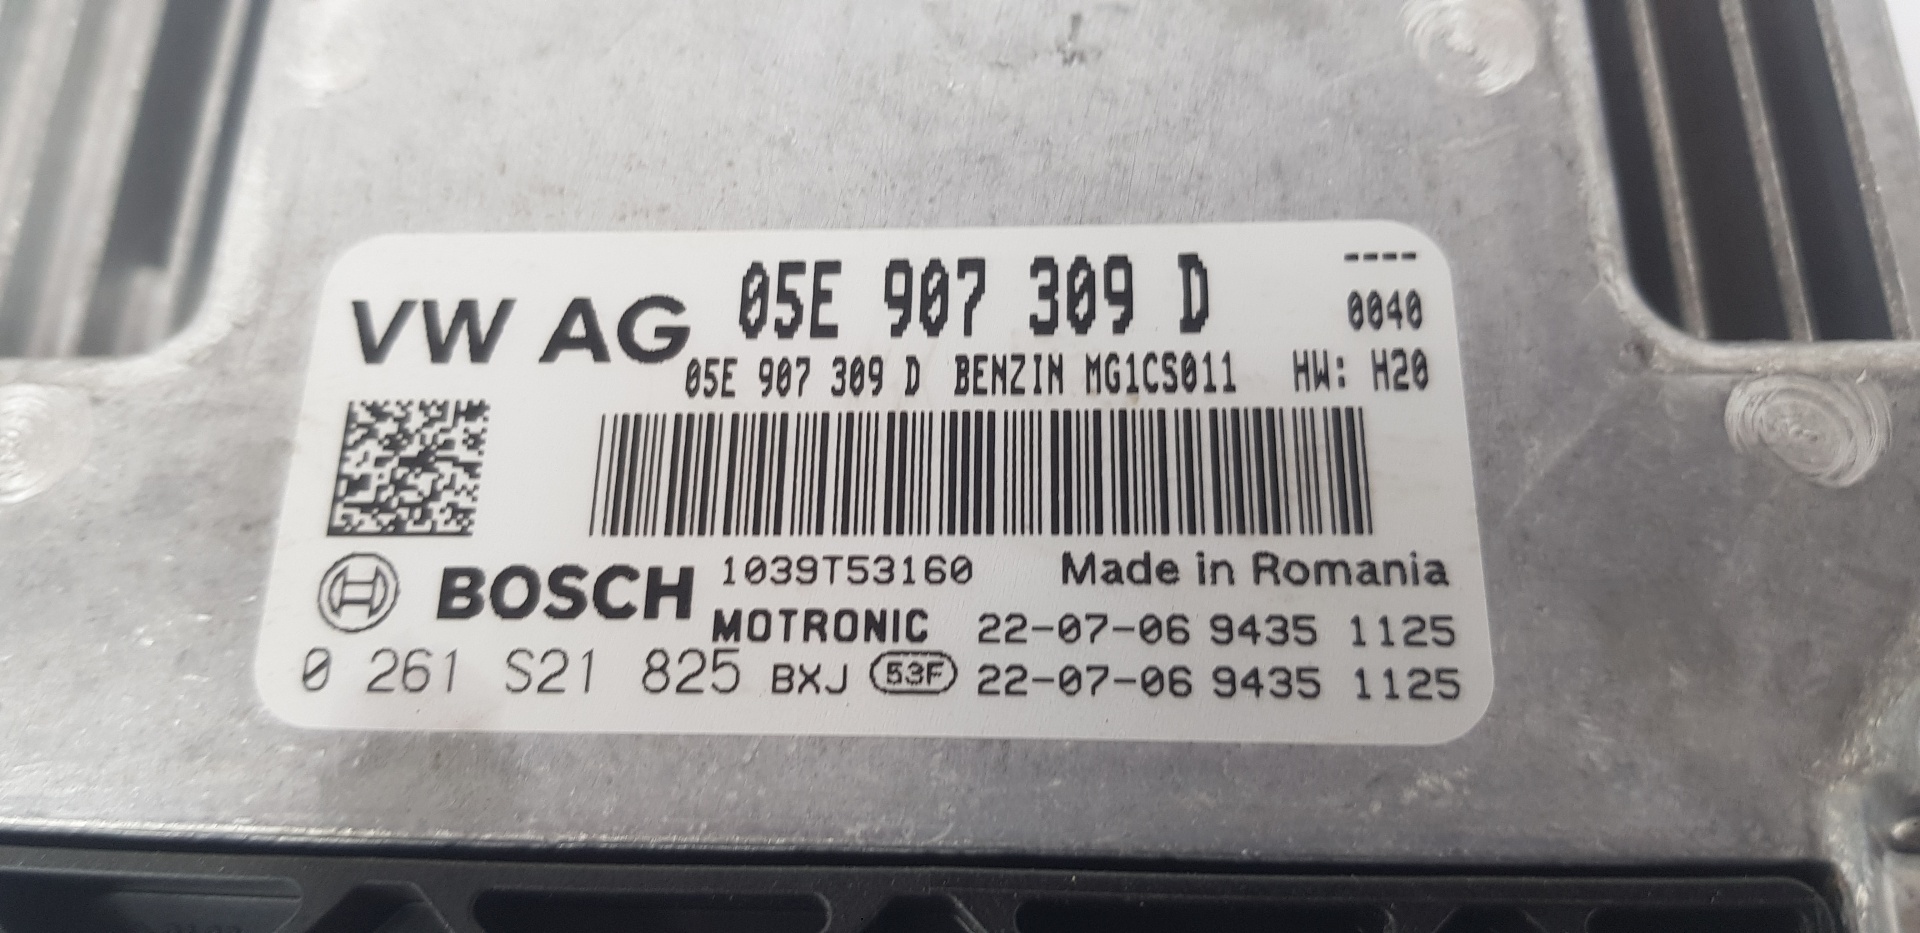 VW AG 05E 907 309 D ----
0040
05E 907 309 D BENZIN MG1CS011 HW: H20
BOSCH 1039T53160 Made in Romania
MOTRONIC 22-07-06 9435 1125
0 261 S21 825 BXJ 53F 22-07-06 9435 1125